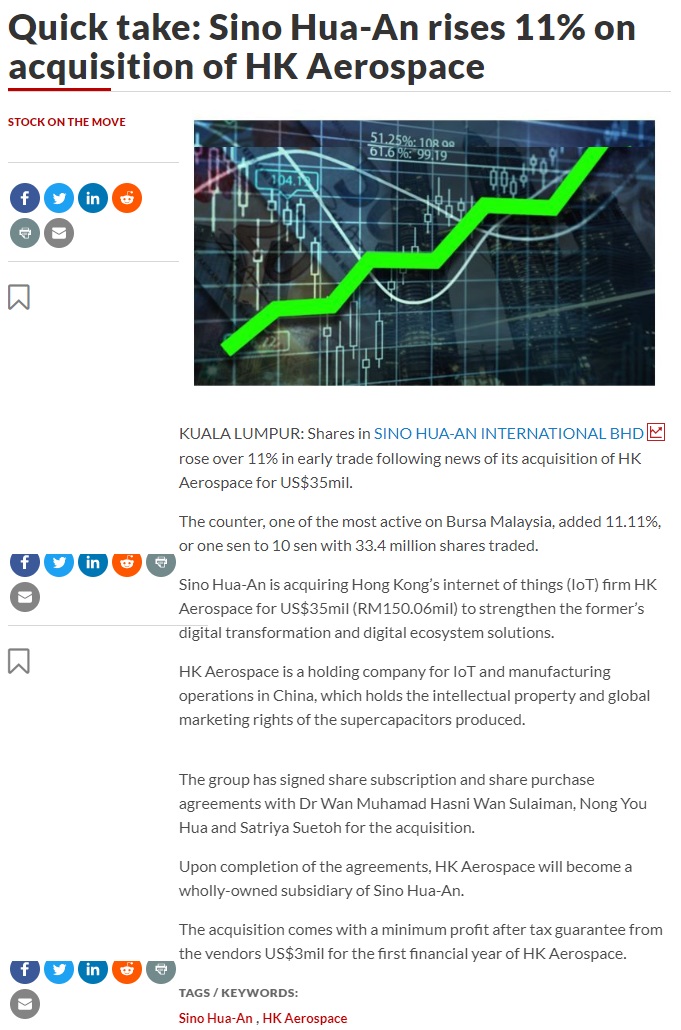 Quick take: Sino Hua-An rises 11% on
acquisition of HK Aerospace
STOCK ON THE MOVE
51.25%: 108.99
61.6 %: 99.19
KUALA LUMPUR: Shares in SINO HUA-AN INTERNATIONAL BHD
rose over 11% in early trade following news of its acquisition of HK
Aerospace for US$35mil.
The counter, one of the most active on Bursa Malaysia, added 11.11%,
or one sen to 10 sen with 33.4 million shares traded.
Sino Hua-An is acquiring Hong Kong’s internet of things (IoT) firm HK
Aerospace for US$35mil (RM150.06mil) to strengthen the former’s
digital transformation and digital ecosystem solutions.
HK Aerospace is a holding company for IoT and manufacturing
operations in China, which holds the intellectual property and global
marketing rights of the supercapacitors produced.
The group has signed share subscription and share purchase
agreements with Dr Wan Muhamad Hasni Wan Sulaiman, Nong You
Hua and Satriya Suetoh for the acquisition.
Upon completion of the agreements, HK Aerospace will become a
wholly-owned subsidiary of Sino Hua-An.
The acquisition comes with a minimum profit after tax guarantee from
the vendors US$3mil for the first financial year of HK Aerospace.
TAGS / KEYWORDS:
Sino Hua-An , HK Aerospace